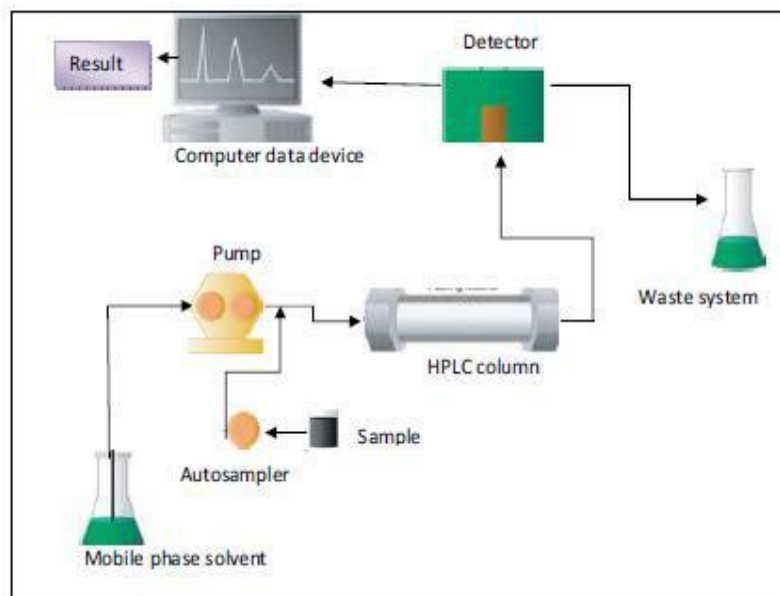 Detector
Result
Computer data device
Pump
Waste system
HPLC column
Sample
Autosampler
Mobile phase solvent